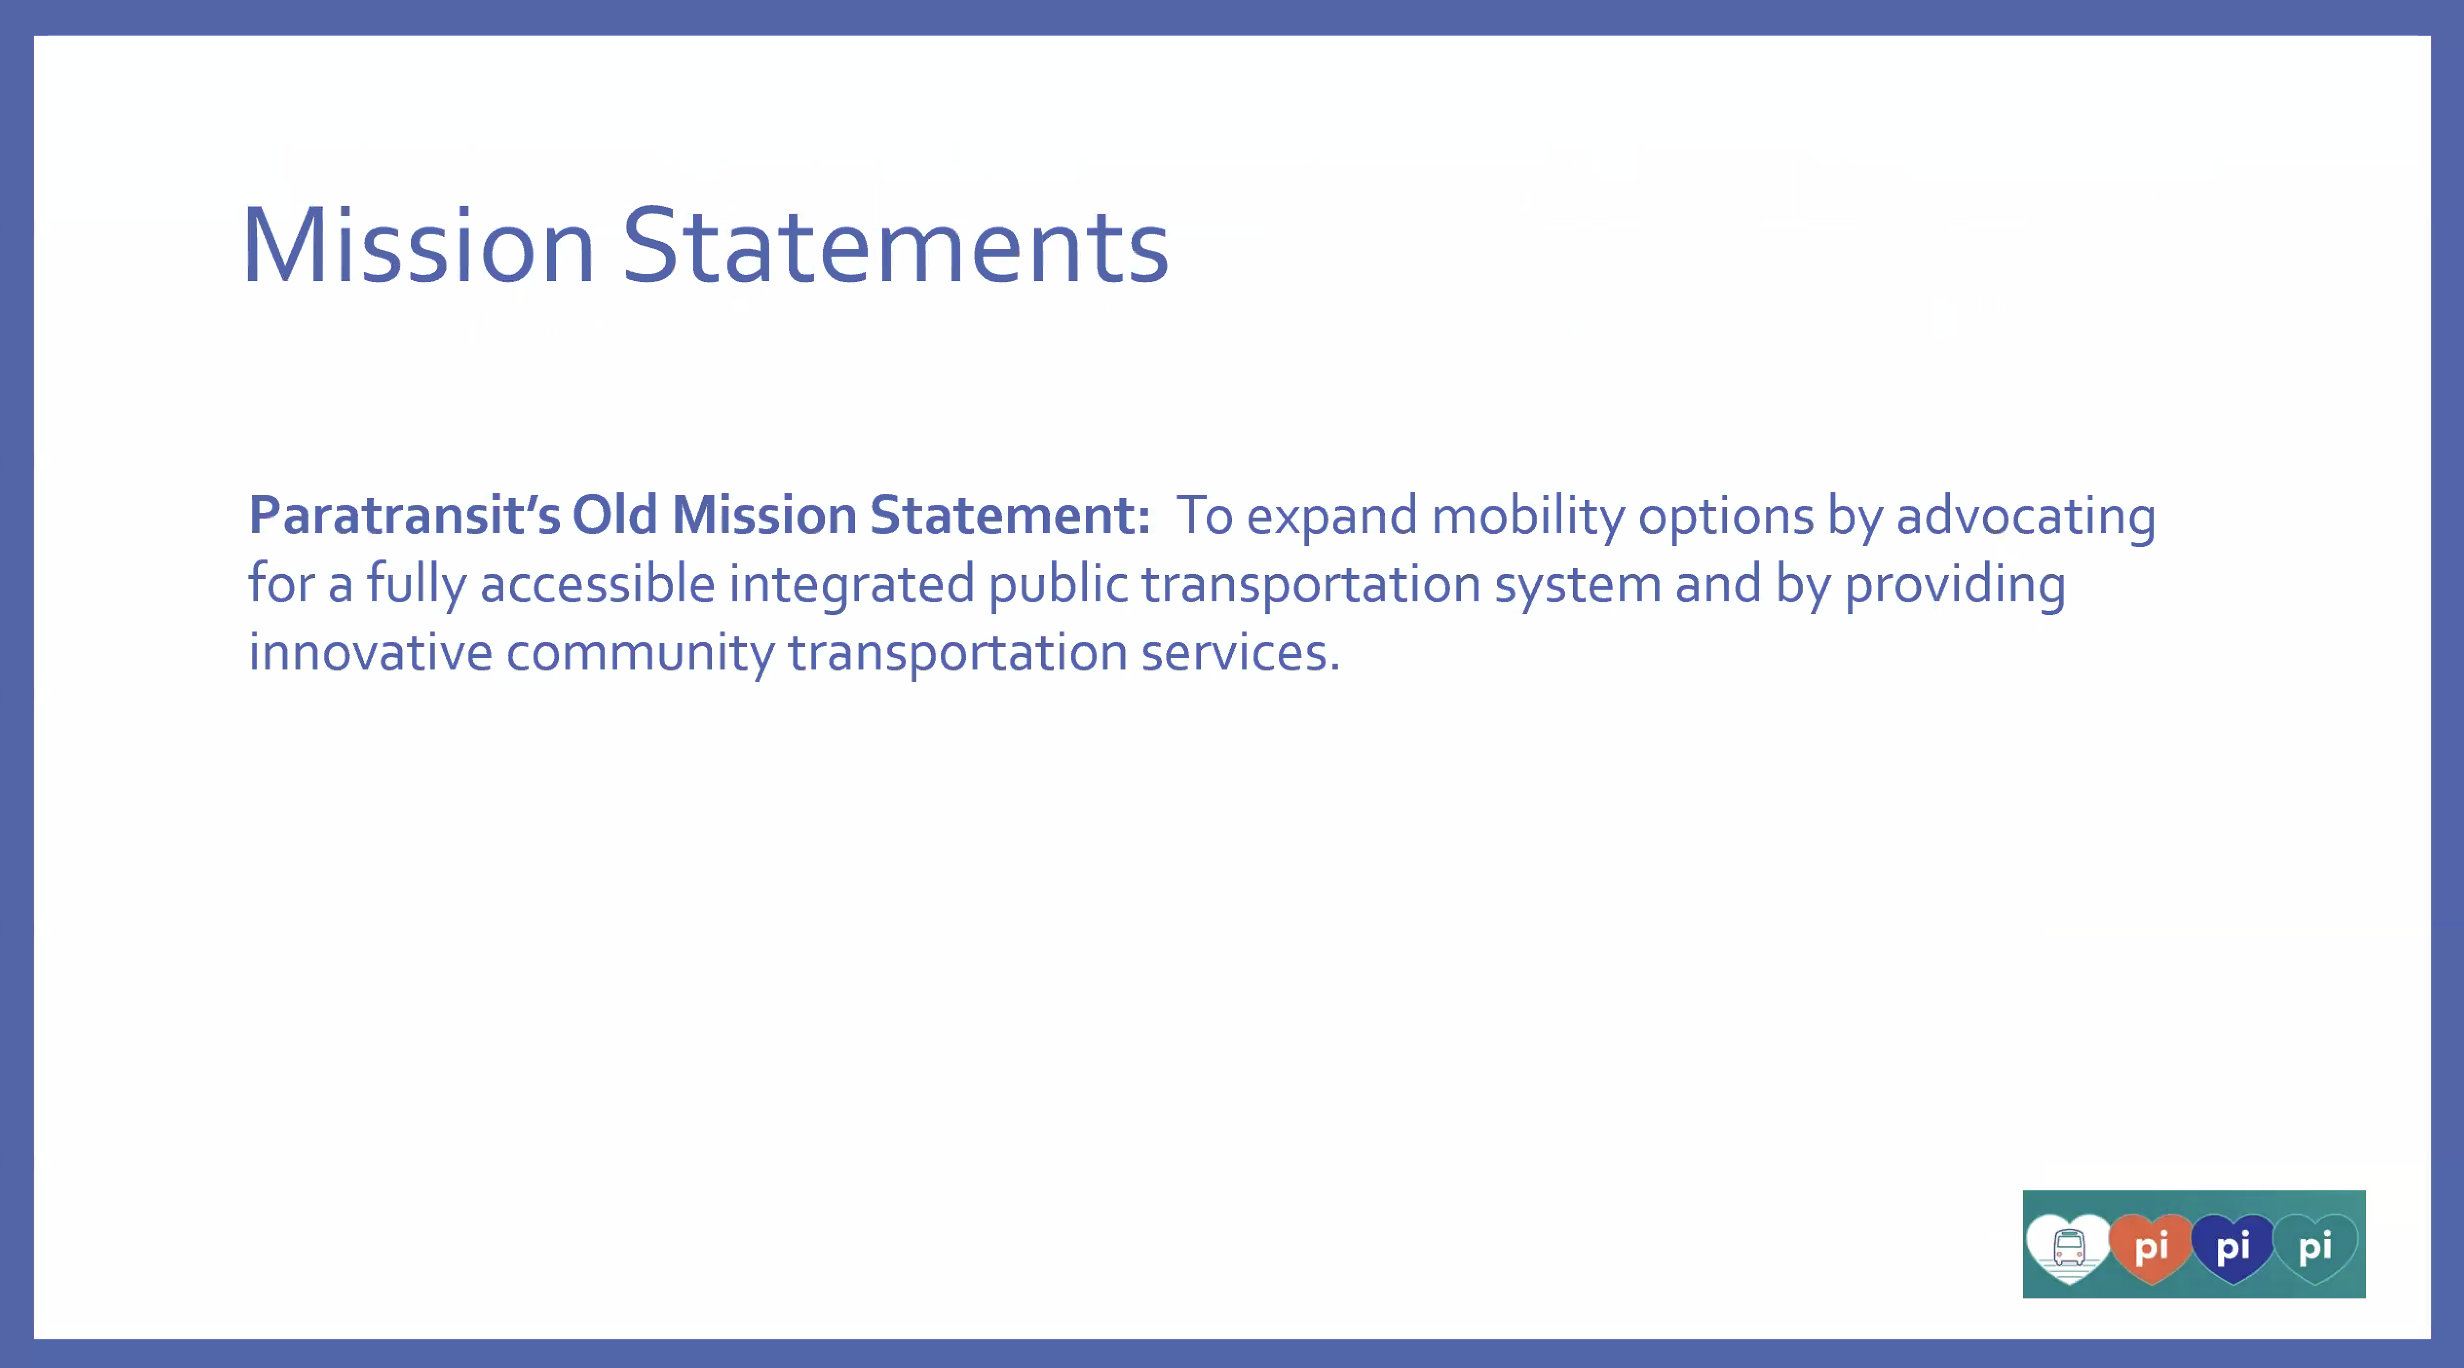 Mission Statements
Paratransit’s Old Mission Statement:  To expand mobility options by advocating
for a fully accessible integrated public transportation system and by providing
innovative community transportation services.
pi pi pi